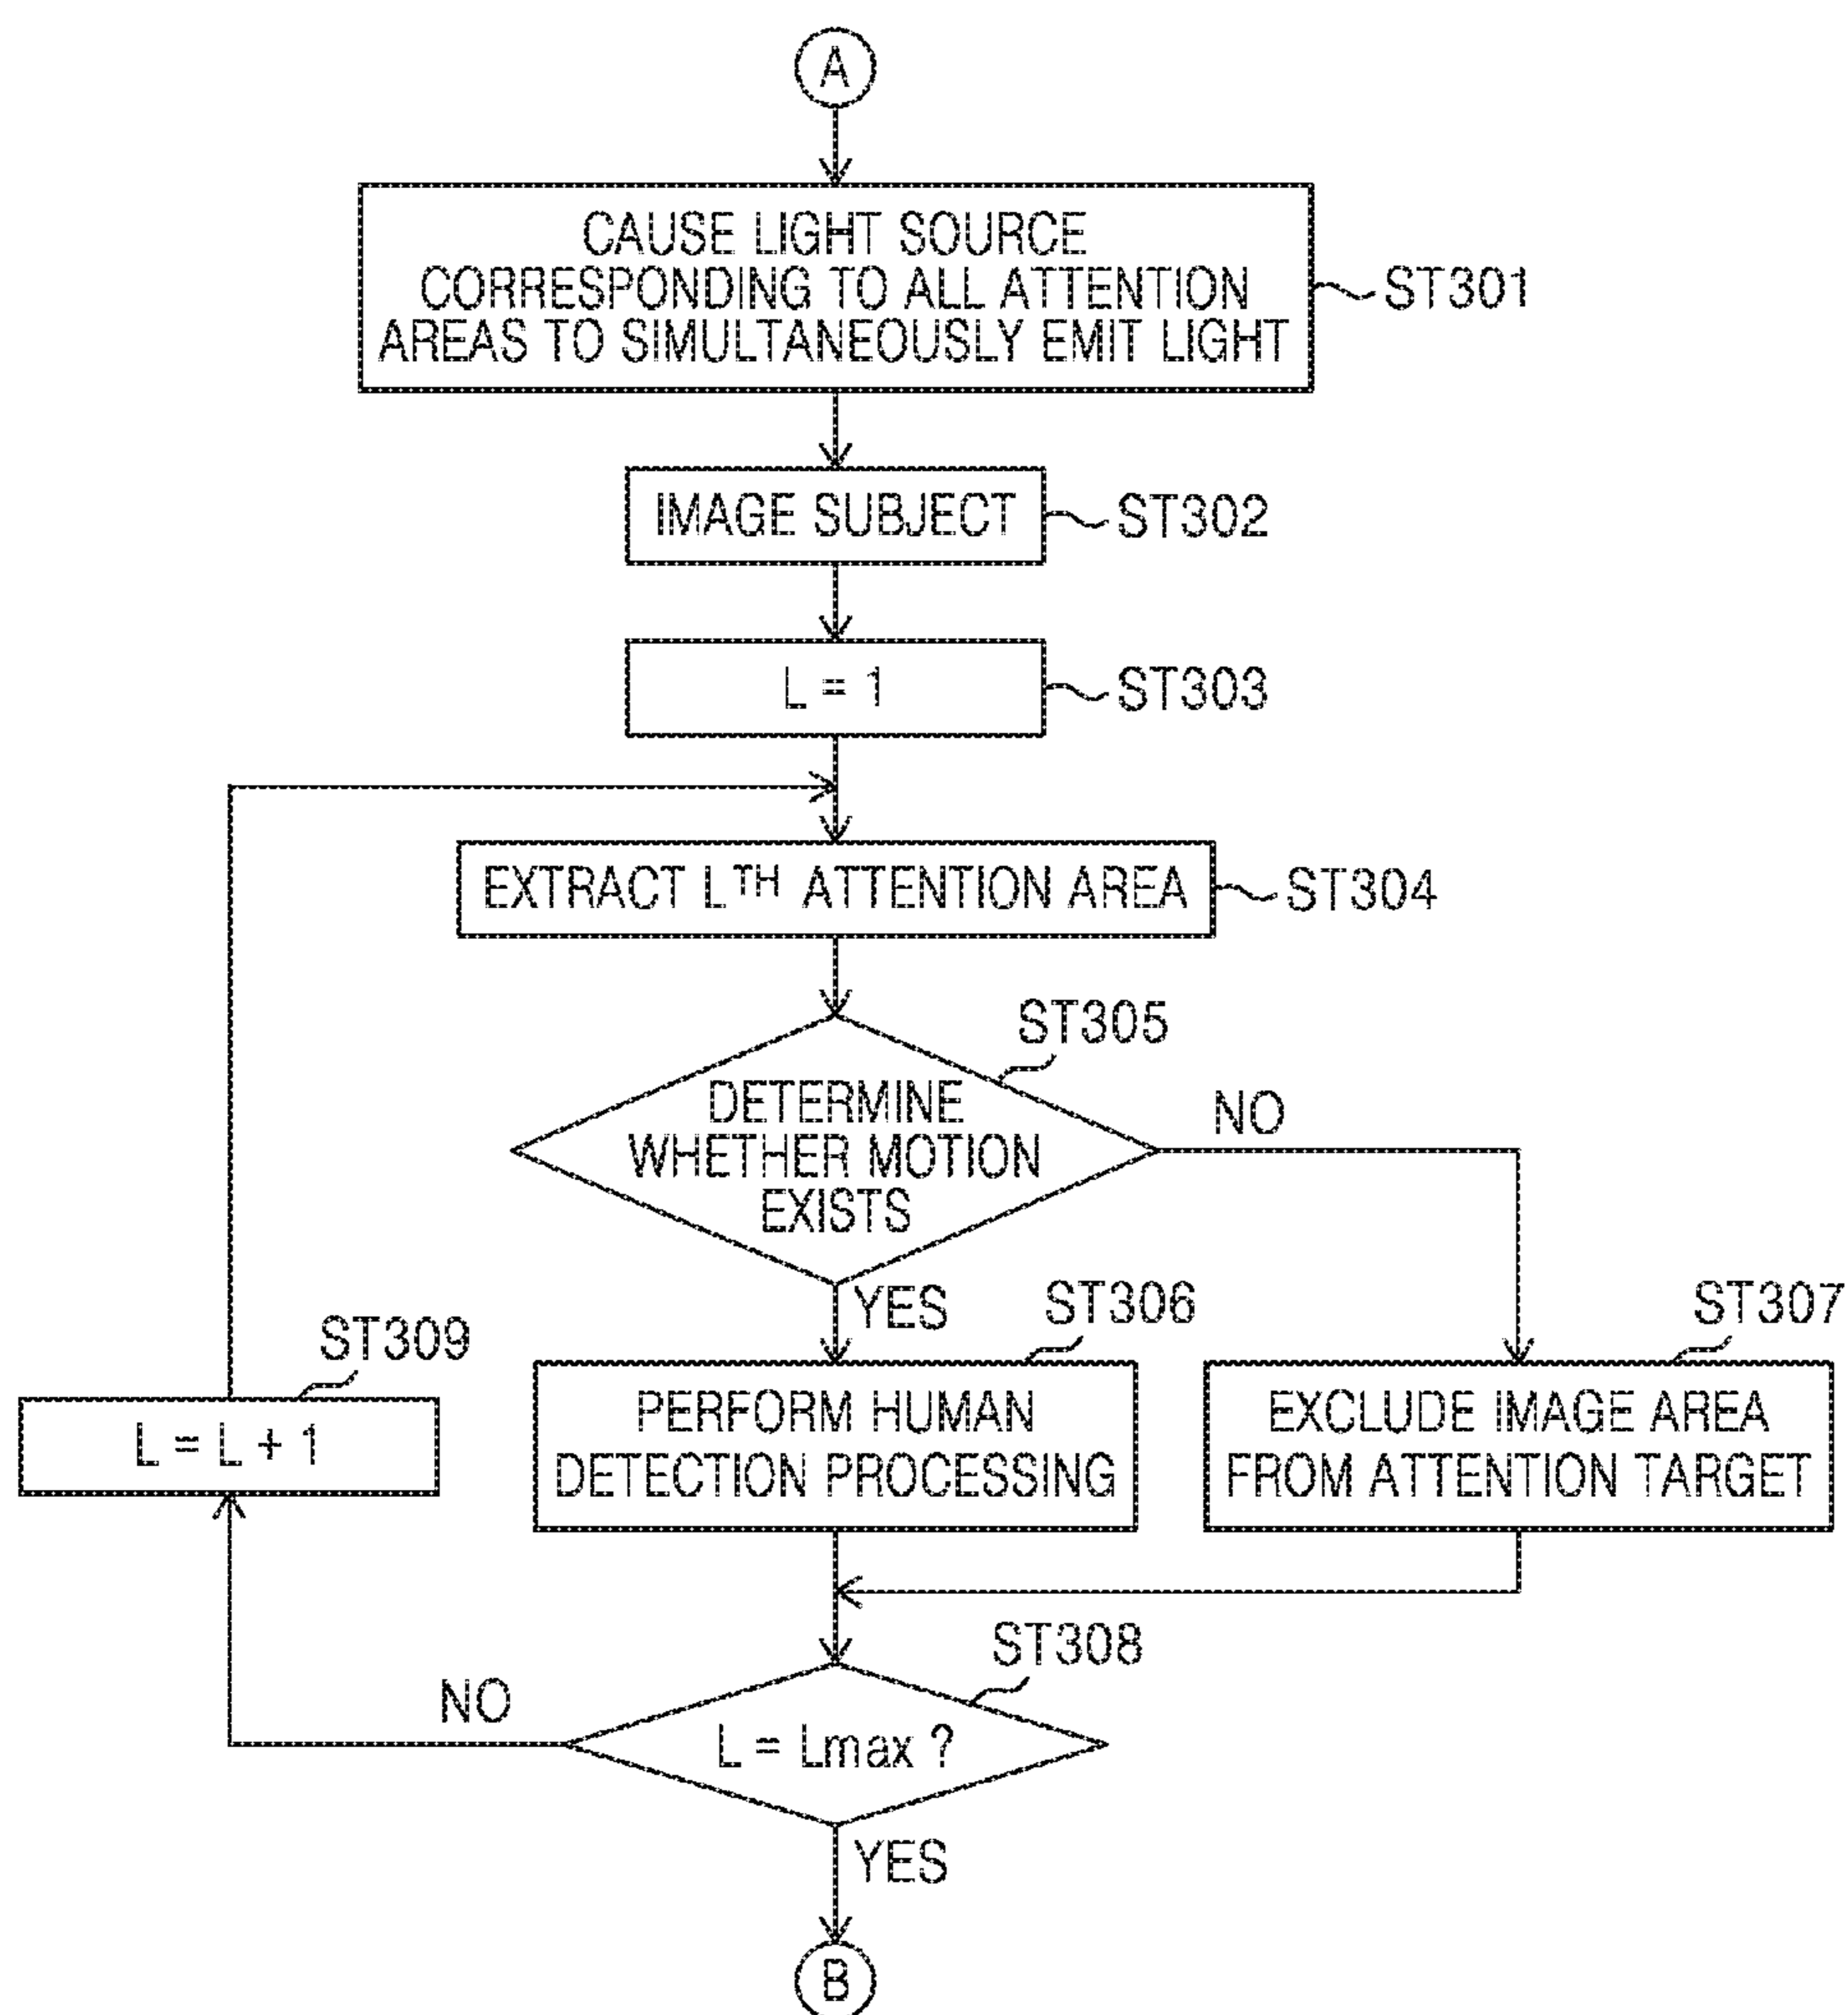 A
CAUSE LIGHT SOURCE
CORRESPONDING TO ALL ATTENTION
AREAS TO SIMULTANEOUSLY EMIT LIGHT
ST301
IMAGE SUBJECT
ST302
L = 1
ST303
EXTRACT LTH ATTENTION AREA
ST304
ST305
DETERMINE
WHETHER MOTION
EXISTS
NO
YES
ST306
ST307
ST309
PERFORM HUMAN
DETECTION PROCESSING
EXCLUDE IMAGE AREA
FROM ATTENTION TARGET
L = L + 1
ST308
NO
L = Lmax ?
YES
B